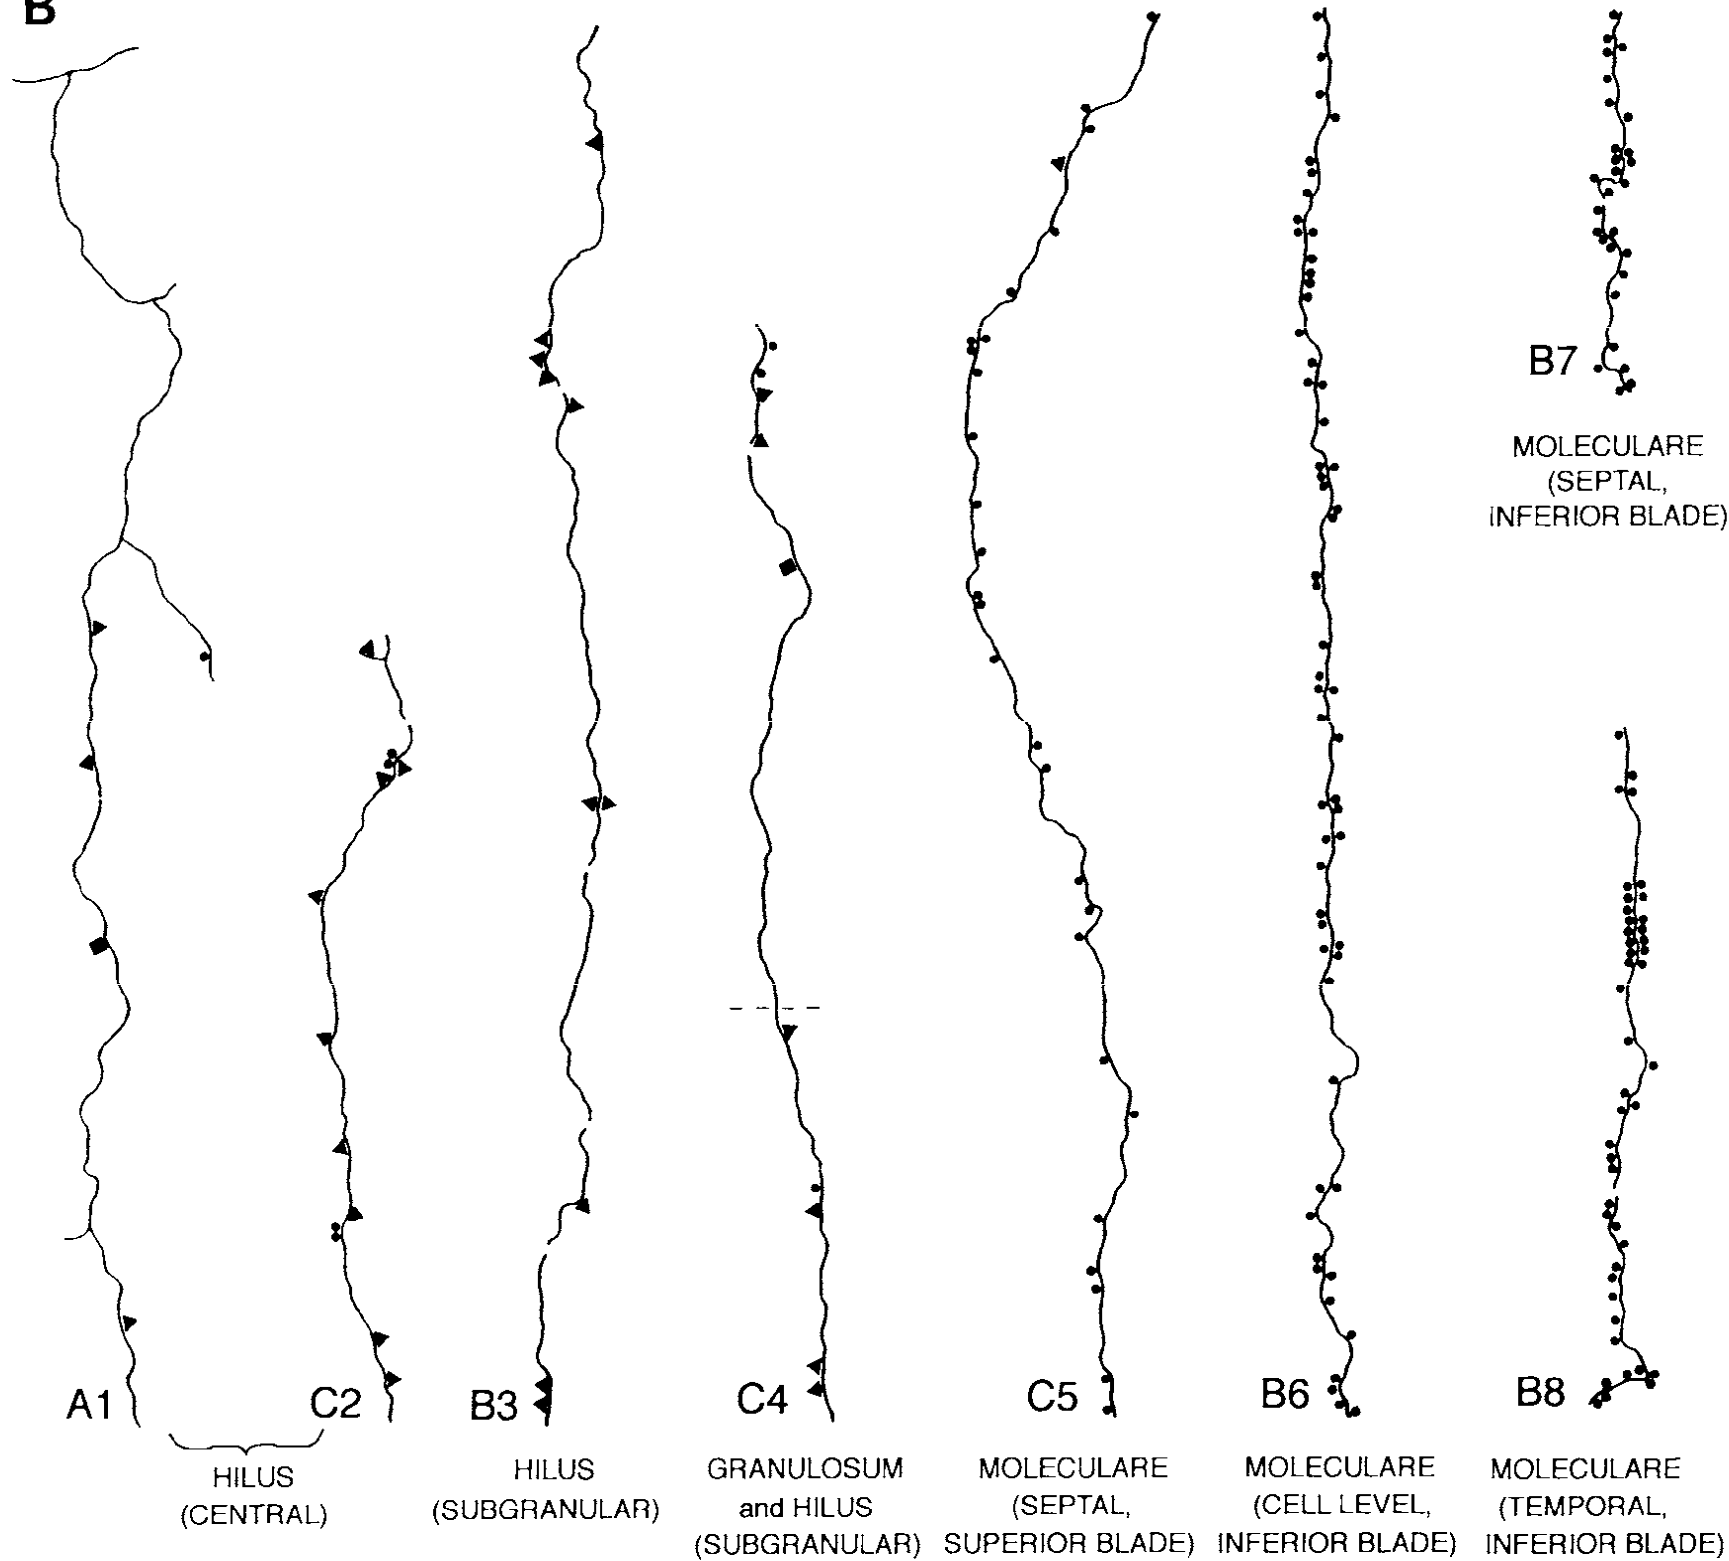 B
B7
MOLECULARE
(SEPTAL,
INFERIOR BLADE)
A1
C2
B3
C4
C5
B6
B8
HILUS
(CENTRAL)
HILUS
(SUBGRANULAR)
GRANULOSUM
and HILUS
(SUBGRANULAR)
MOLECULARE
(SEPTAL,
SUPERIOR BLADE)
MOLECULARE
(CELL LEVEL,
INFERIOR BLADE)
MOLECULARE
(TEMPORAL,
INFERIOR BLADE)